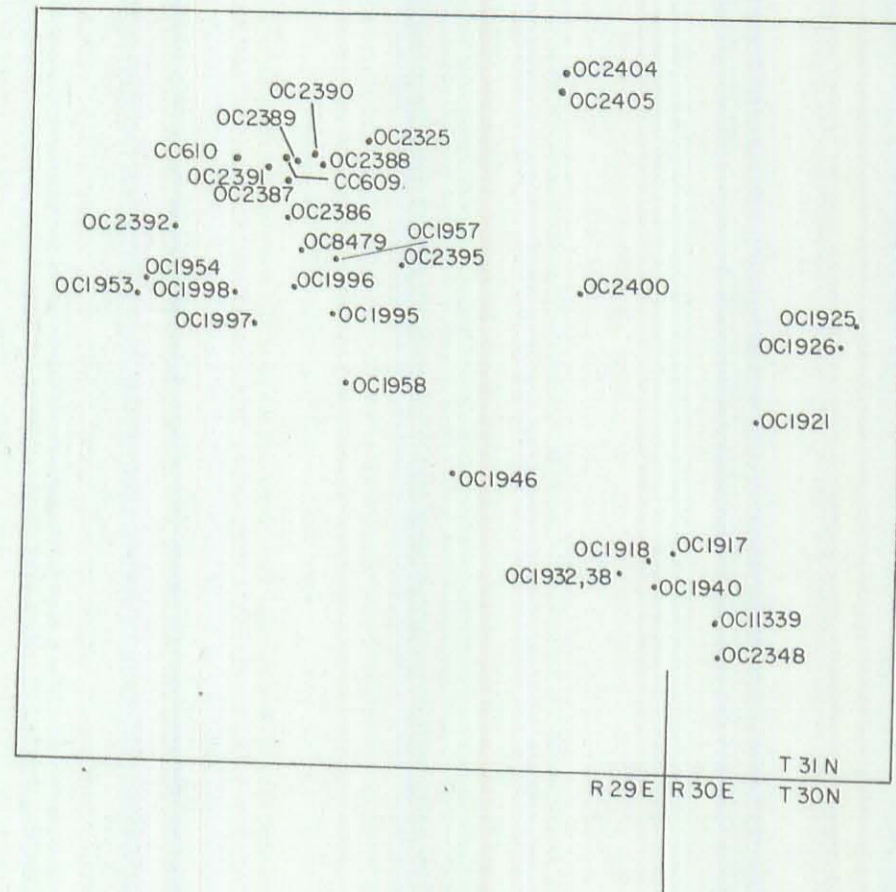 OC2404
OC2405
OC2390
OC2389
OC2325
CC610
OC2388
OC2391
CC609
OC2387
OC2386
OC2392
OC1957
OC8479
OC2395
OC1954
OC1953
OC1998
OC1996
OC2400
OC1997
OC1995
OC1925
OC1926
OC1958
OC1921
OC1946
OC1918
OC1917
OC1932,38
OC1940
OC11339
OC2348
T 31 N
R 29 E R 30 E T 30 N